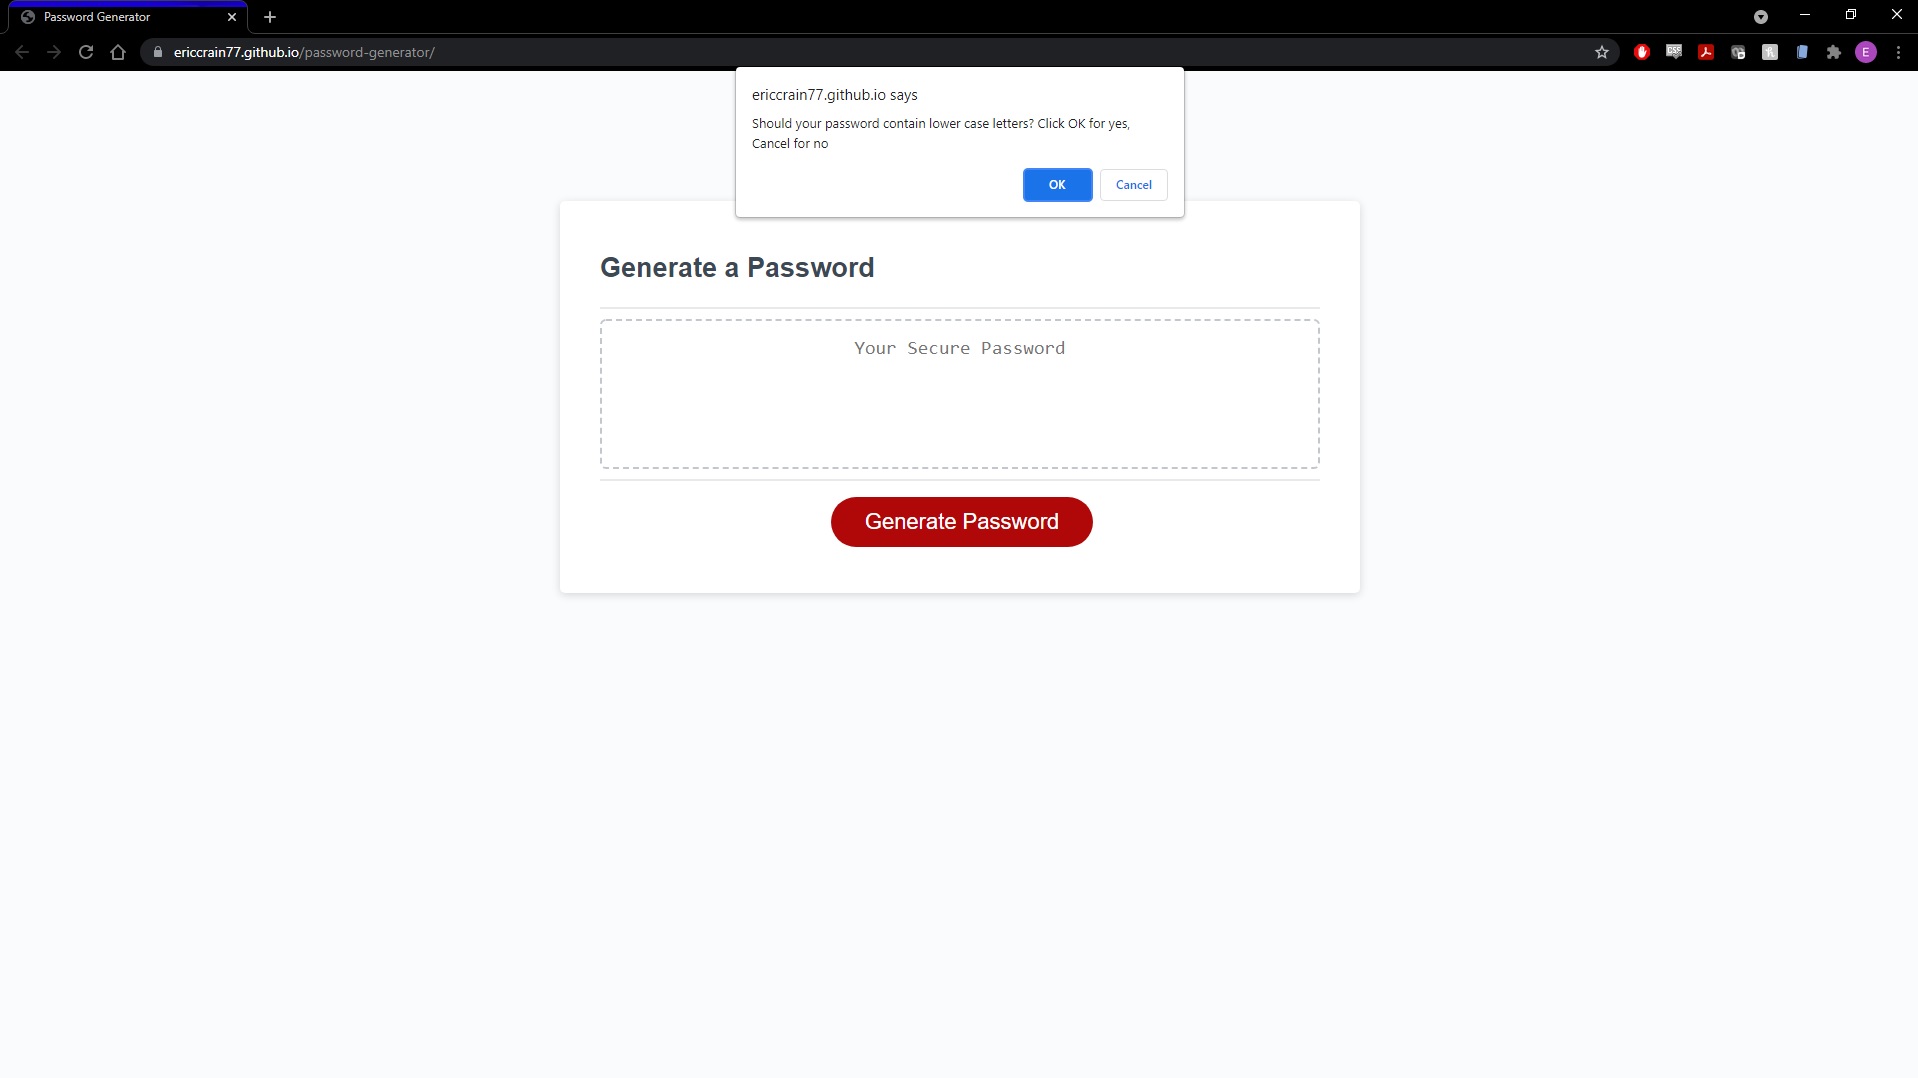 Password Generator
ericcrain77.github.io/password-generator/
E
ericcrain77.github.io says
Should your password contain lower case letters? Click OK for yes,
Cancel for no
OK
Cancel
Generate a Password
Your Secure Password
Generate Password